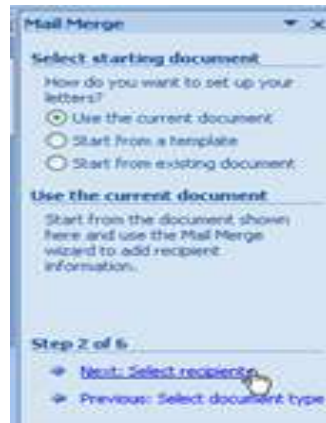 Mail Merge
Select starting document
How do you want to set up your
letters?
Use the current document
Start from a template
Start from existing document
Use the current document
Start from the document shown
here and use the Mail Merge
wizard to add recipient
information.
Step 2 of 6
Next: Select recipients
Previous: Select document type